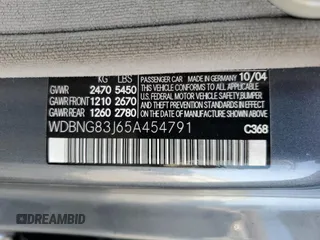 KG LBS
GVWR 2470 5450
GAWR FRONT 1210 2670
GAWR REAR 1260 2780
PASSENGER CAR MADE IN GERMANY 10/04
THIS VEHICLE CONFORMS TO ALL APPLICABLE
FEDERAL MOTOR VEHICLE SAFETY, BUMPER,
AND THEFT PREVENTION STANDARDS IN EFFECT
ON THE DATE OF MANUFACTURE SHOWN ABOVE.
WDBNG83J65A454791 C368
DREAMBID